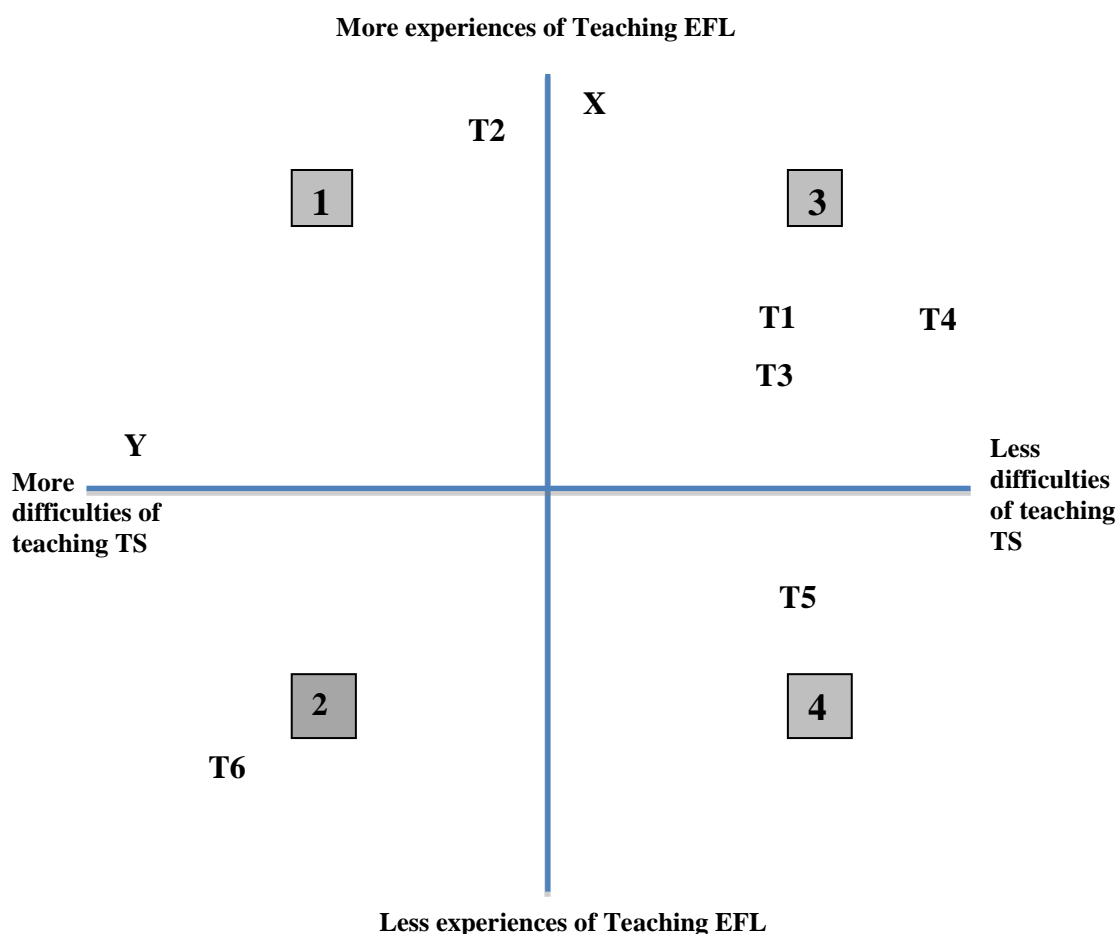 More experiences of Teaching EFL
X
T2
1
3
T1
T4
T3
Y
More
difficulties of
teaching TS
Less
difficulties
of teaching
TS
T5
2
4
T6
Less experiences of Teaching EFL